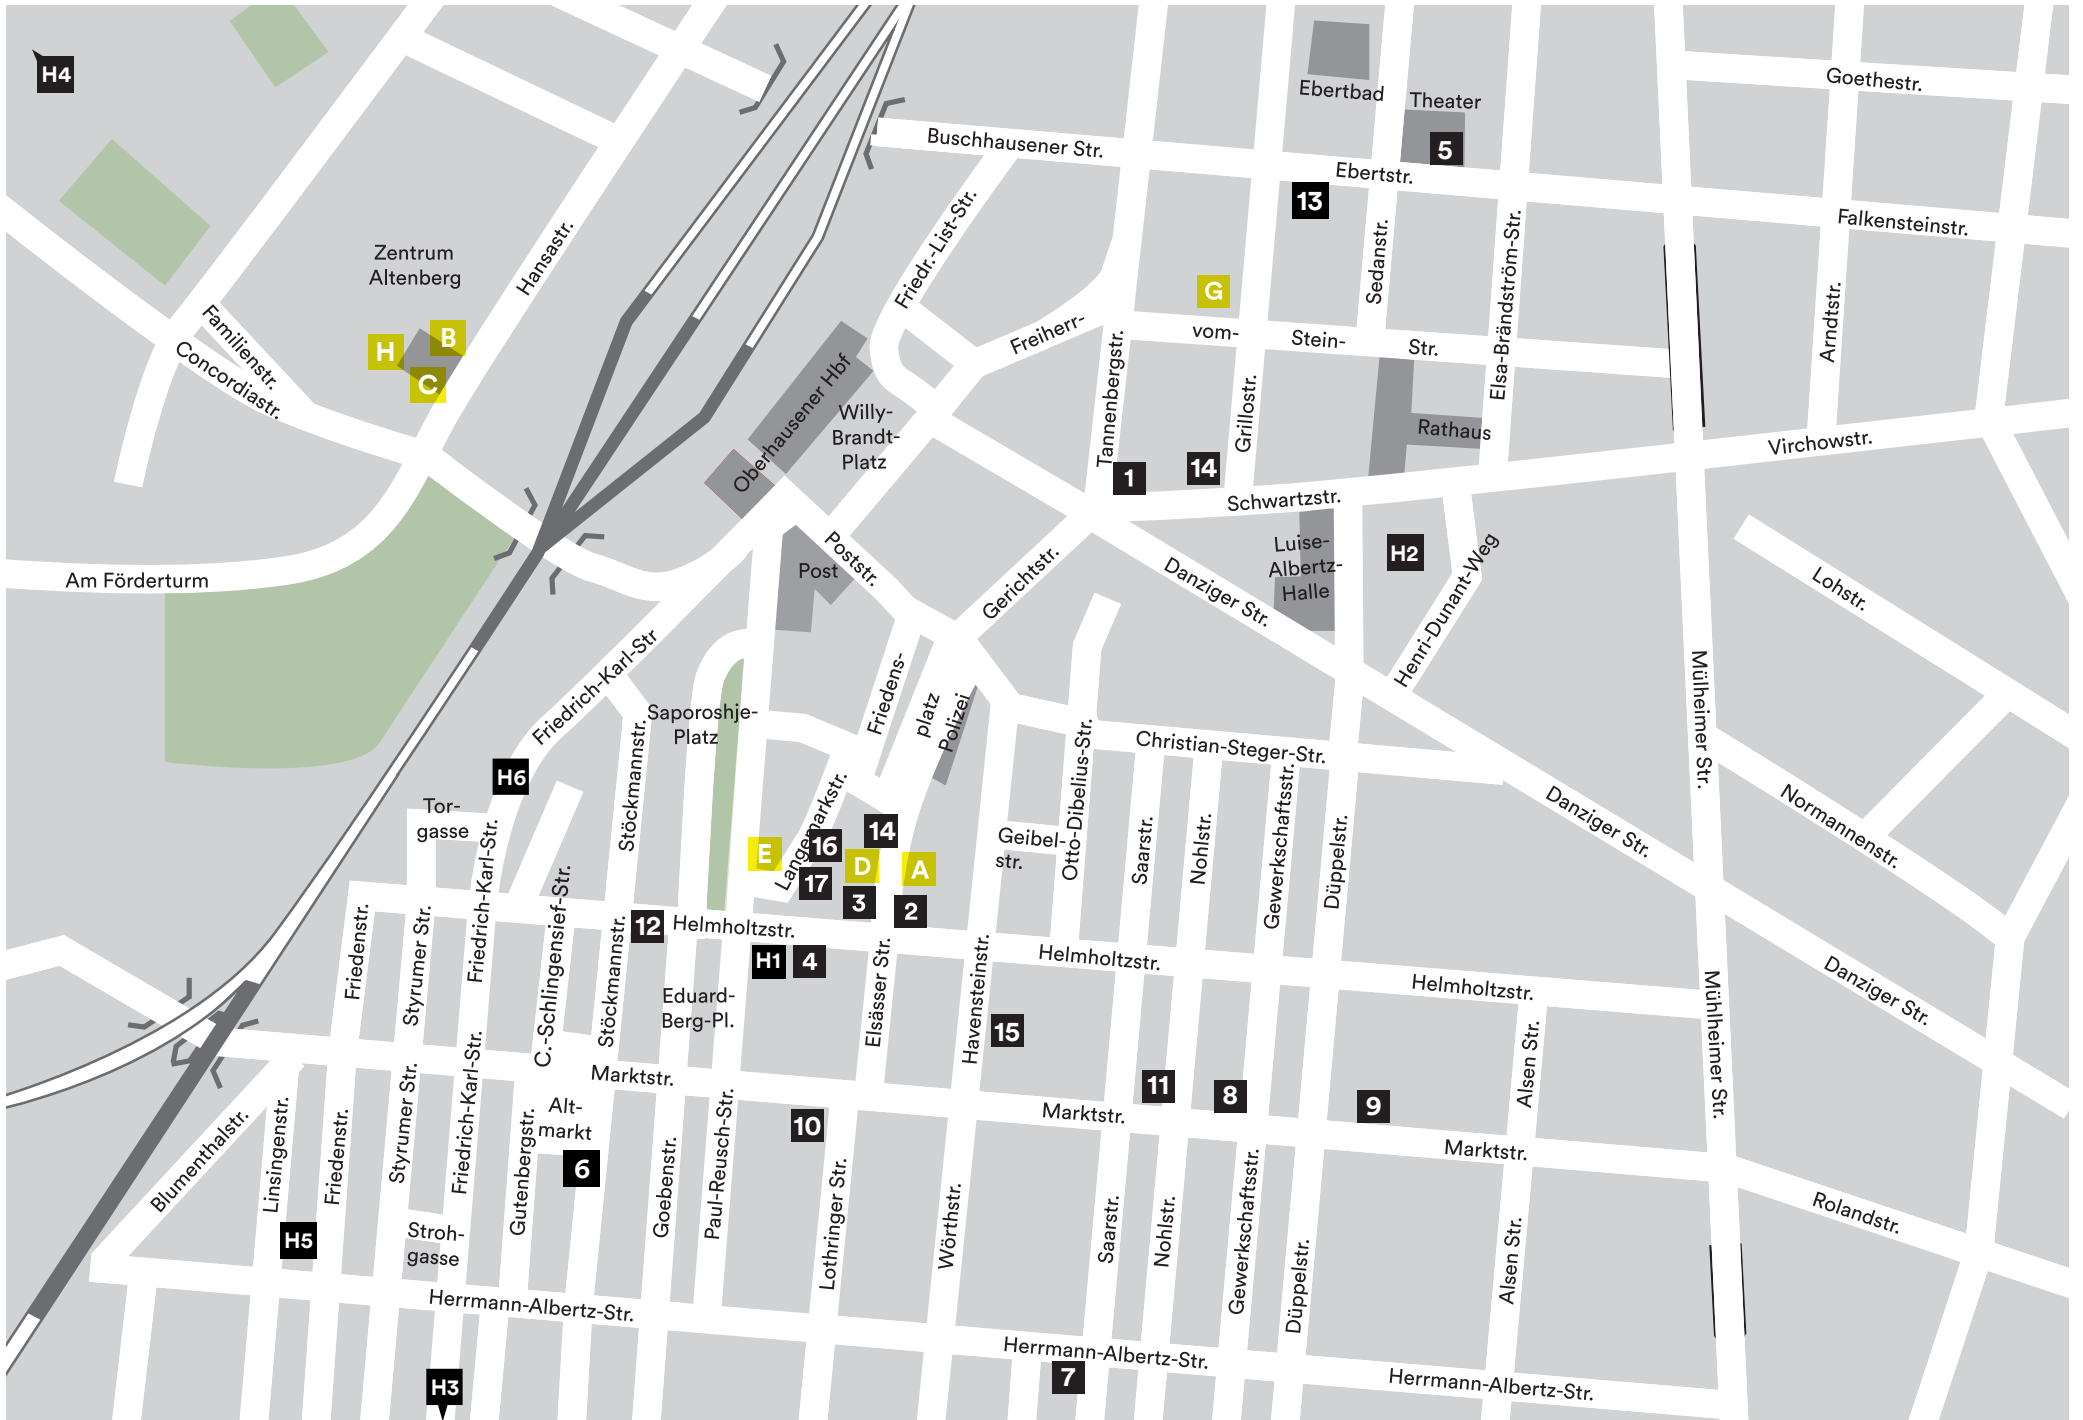 H4
Ebertbad
Theater
5
Goethestr.
Buschhausener Str.
Ebertstr.
13
Falkensteinstr.
Zentrum
Altenberg
Hansastr.
Friedr.-List-Str.
Sedanstr.
Elsa-Brändström-Str.
Arndtstr.
G
Familienstr.
Concordiastr.
H
B
C
Freiherr-
vom-
Stein-
Str.
Oberhausener Hbf
Willy-
Brandt-
Platz
Tannenbergstr.
Grillostr.
Rathaus
Virchowstr.
1
14
Schwartzstr.
Am Förderturm
Post
Poststr.
Gerichtstr.
Danziger Str.
Luise-
Albertz-
Halle
H2
Henri-Dunant-Weg
Lohstr.
Friedrich-Karl-Str
Saporoshje-
Platz
Friedens-
platz
Polizei
Mülheimer Str.
Christian-Steger-Str.
H6
Tor-
gasse
Stöckmannstr.
Langemarkstr.
E
16
14
17
D
A
3
2
Geibel-
str.
Otto-Dibelius-Str.
Saarstr.
Nohlstr.
Gewerkschaftsstr.
Düppelstr.
Danziger Str.
Normannenstr.
Friedrich-Karl-Str.
C.-Schlingensief-Str.
Friedenstr.
Styrumer Str.
Stöckmannstr.
12
Helmholtzstr.
H1
4
Elsässer Str.
Havensteinstr.
Helmholtzstr.
Helmholtzstr.
Danziger Str.
Eduard-
Berg-Pl.
15
Mühlheimer Str.
Alsen Str.
Marktstr.
Alt-
markt
6
10
Marktstr.
11
8
9
Marktstr.
Blumenthalstr.
Linsingenstr.
Friedenstr.
Styrumer Str.
Friedrich-Karl-Str.
Gutenbergstr.
Goebenstr.
Paul-Reusch-Str.
Lothringer Str.
Wörthstr.
Saarstr.
Nohlstr.
Gewerkschaftsstr.
Düppelstr.
Alsen Str.
Rolandstr.
H5
Stroh-
gasse
Herrmann-Albertz-Str.
Herrmann-Albertz-Str.
Herrmann-Albertz-Str.
H3
7